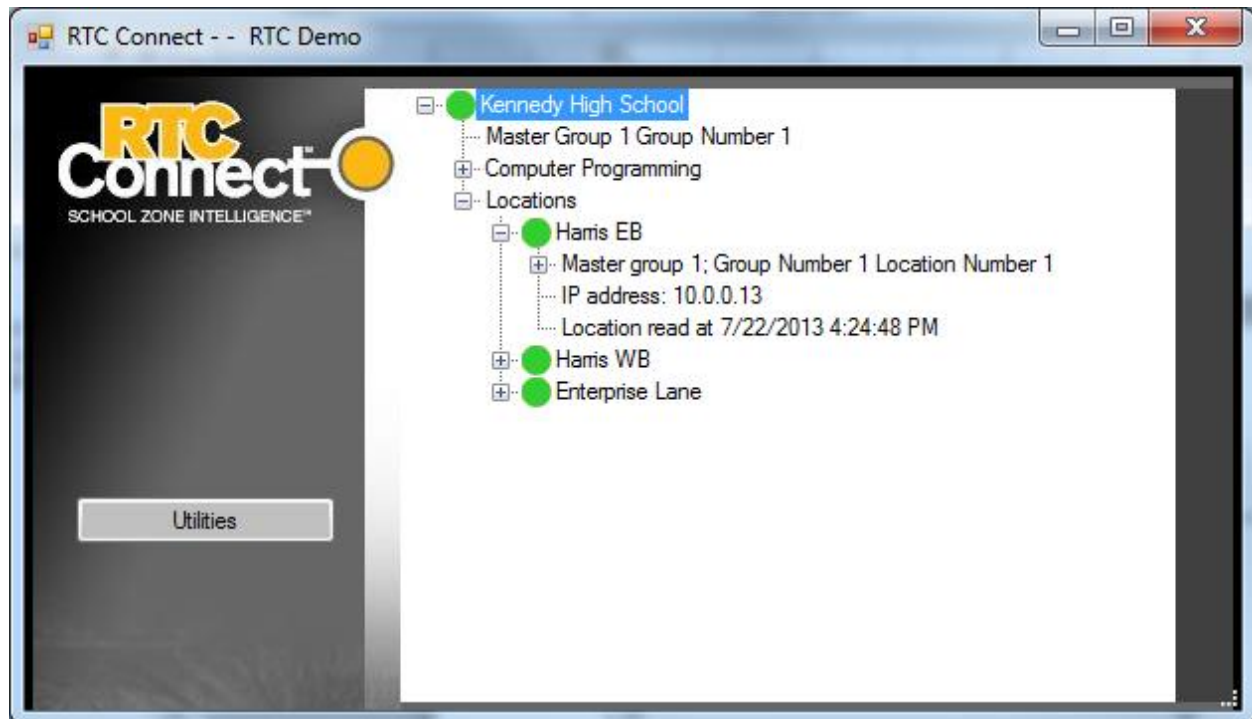 RTC Connect - - RTC Demo
RTC
Connect
SCHOOL ZONE INTELLIGENCE™
Utilities
Kennedy High School
Master Group 1 Group Number 1
Computer Programming
Locations
Harris EB
Master group 1; Group Number 1 Location Number 1
IP address: 10.0.0.13
Location read at 7/22/2013 4:24:48 PM
Harris WB
Enterprise Lane